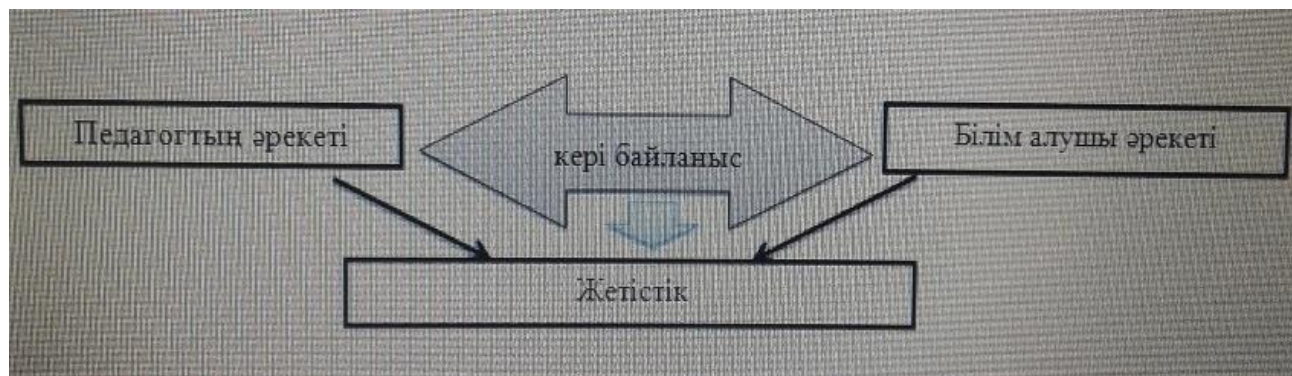 Педагогтың әрекеті
кері байланыс
Білім алушы әрекеті
Жетістік